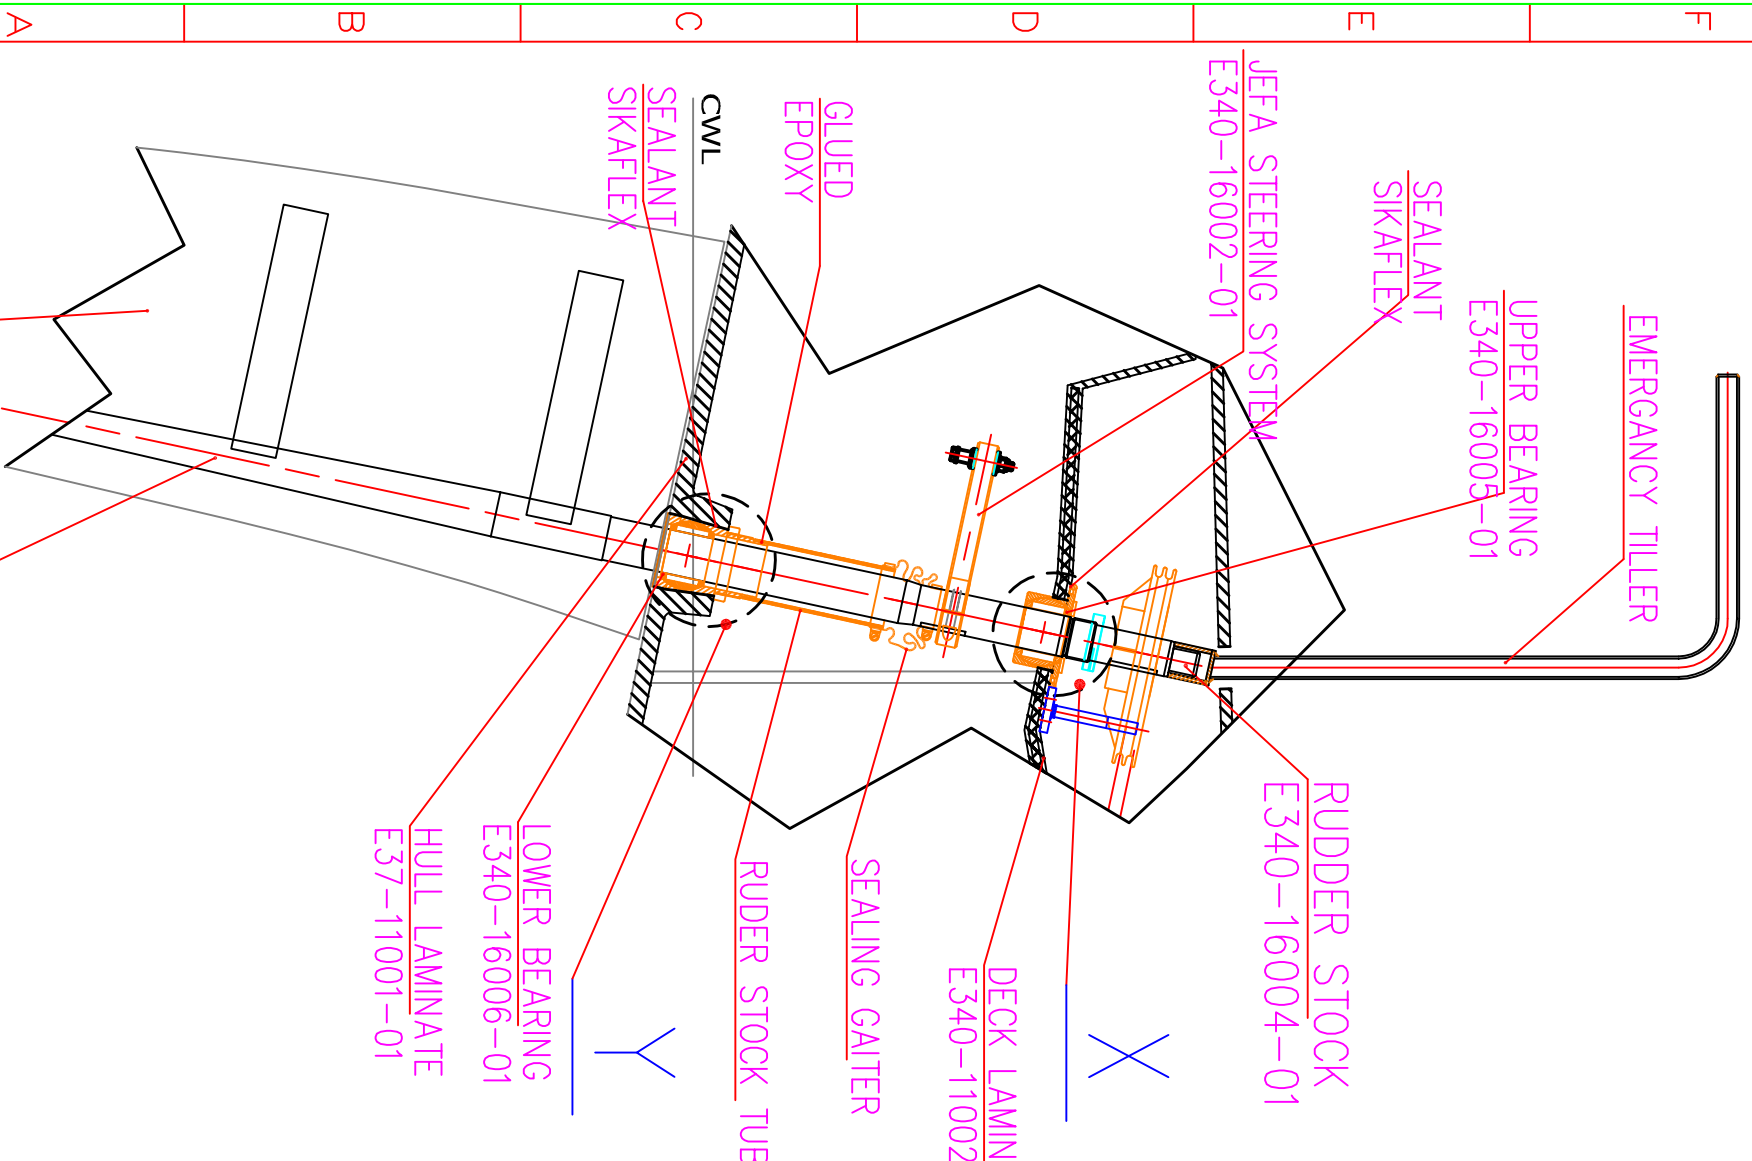 A
B
C
D
E
F
EMERGANCY TILLER
UPPER BEARING
E340-16005-01
SEALANT
SIKAFLEX
JEFA STEERING SYSTEM
E340-16002-01
GLUED
EPOXY
CWL
SEALANT
SIKAFLEX
RUDDER STOCK
E340-16004-01
X
DECK LAMIN
E340-11002
SEALING GAITER
RUDER STOCK TUB
Y
LOWER BEARING
E340-16006-01
HULL LAMINATE
E37-11001-01